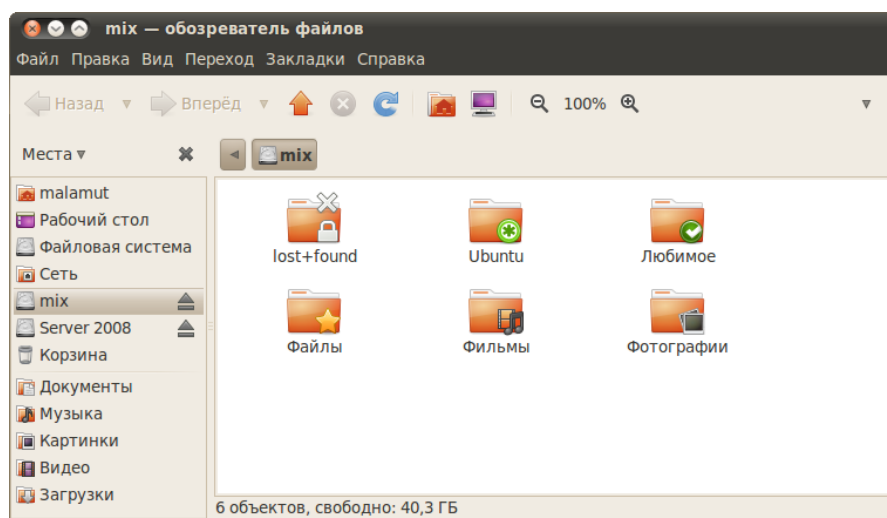 mix — обозреватель файлов
Файл Правка Вид Переход Закладки Справка
Назад Вперёд 100%
Места mix
malamut
Рабочий стол
Файловая система
Сеть
mix
Server 2008
Корзина
Документы
Музыка
Картинки
Видео
Загрузки
lost+found Ubuntu Любимое
Файлы Фильмы Фотографии
6 объектов, свободно: 40,3 ГБ